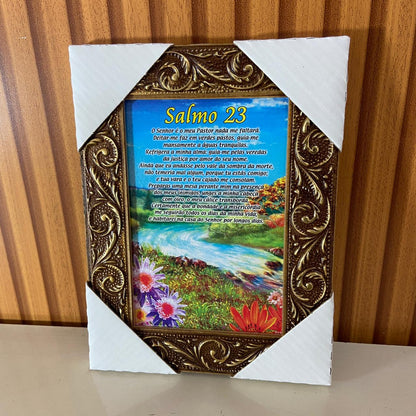 Salmo 23
O Senhor é o meu Pastor nada me faltará.
Deitar me faz em verdes pastos, guia me
mansamente a águas tranquilas.
Refrigera a minha alma, guia me pelas veredas
da justiça por amor do seu nome.
Ainda que eu andasse pelo vale da sombra da morte,
não temeria mal algum, porque tu estás comigo,
e tua vara e o teu cajado me consolam.
Preparas uma mesa perante mim na presença
dos meus inimigos, unges a minha cabeça
com óleo, o meu cálice transborda.
Certamente que a bondade e a misericórdia
me seguirão todos os dias da minha vida,
e habitarei na casa do Senhor por longos dias.